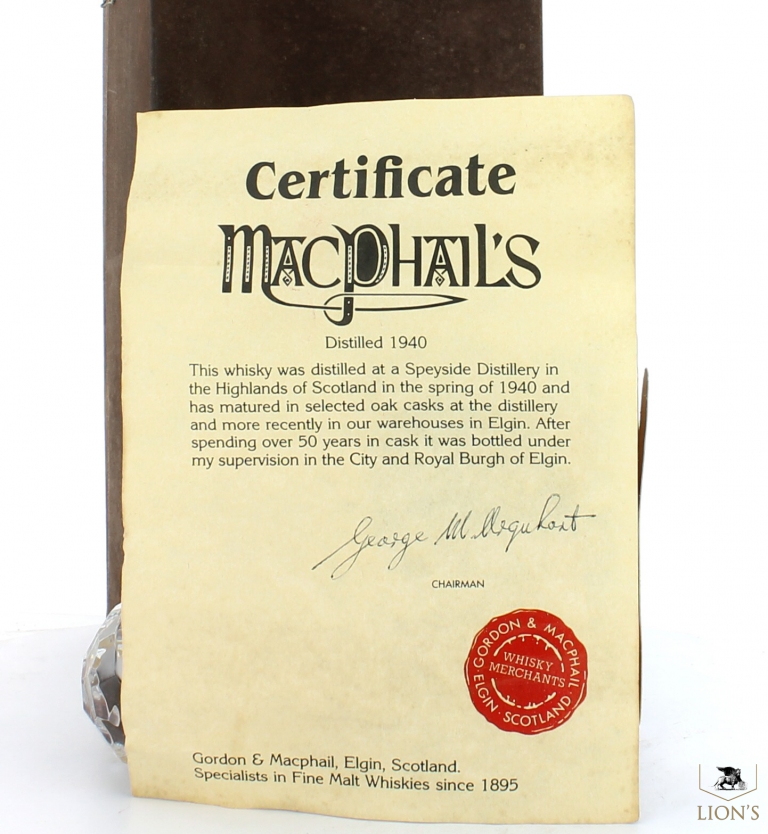 Certificate
MACPHAIL'S
Distilled 1940
This whisky was distilled at a Speyside Distillery in
the Highlands of Scotland in the spring of 1940 and
has matured in selected oak casks at the distillery
and more recently in our warehouses in Elgin. After
spending over 50 years in cask it was bottled under
my supervision in the City and Royal Burgh of Elgin.
George M Urquhart
CHAIRMAN
GORDON & MACPHAIL
WHISKY
MERCHANTS
· ELGIN · SCOTLAND ·
Gordon & Macphail, Elgin, Scotland.
Specialists in Fine Malt Whiskies since 1895
LION'S